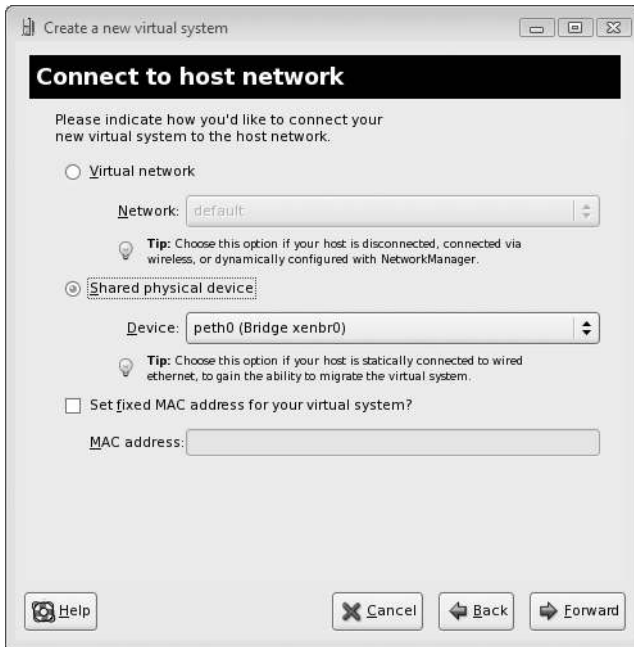 Create a new virtual system
Connect to host network
Please indicate how you'd like to connect your
new virtual system to the host network.
Virtual network
Network: default
Tip: Choose this option if your host is disconnected, connected via
wireless, or dynamically configured with NetworkManager.
Shared physical device
Device: peth0 (Bridge xenbr0)
Tip: Choose this option if your host is statically connected to wired
ethernet, to gain the ability to migrate the virtual system.
Set fixed MAC address for your virtual system?
MAC address:
Help Cancel Back Forward